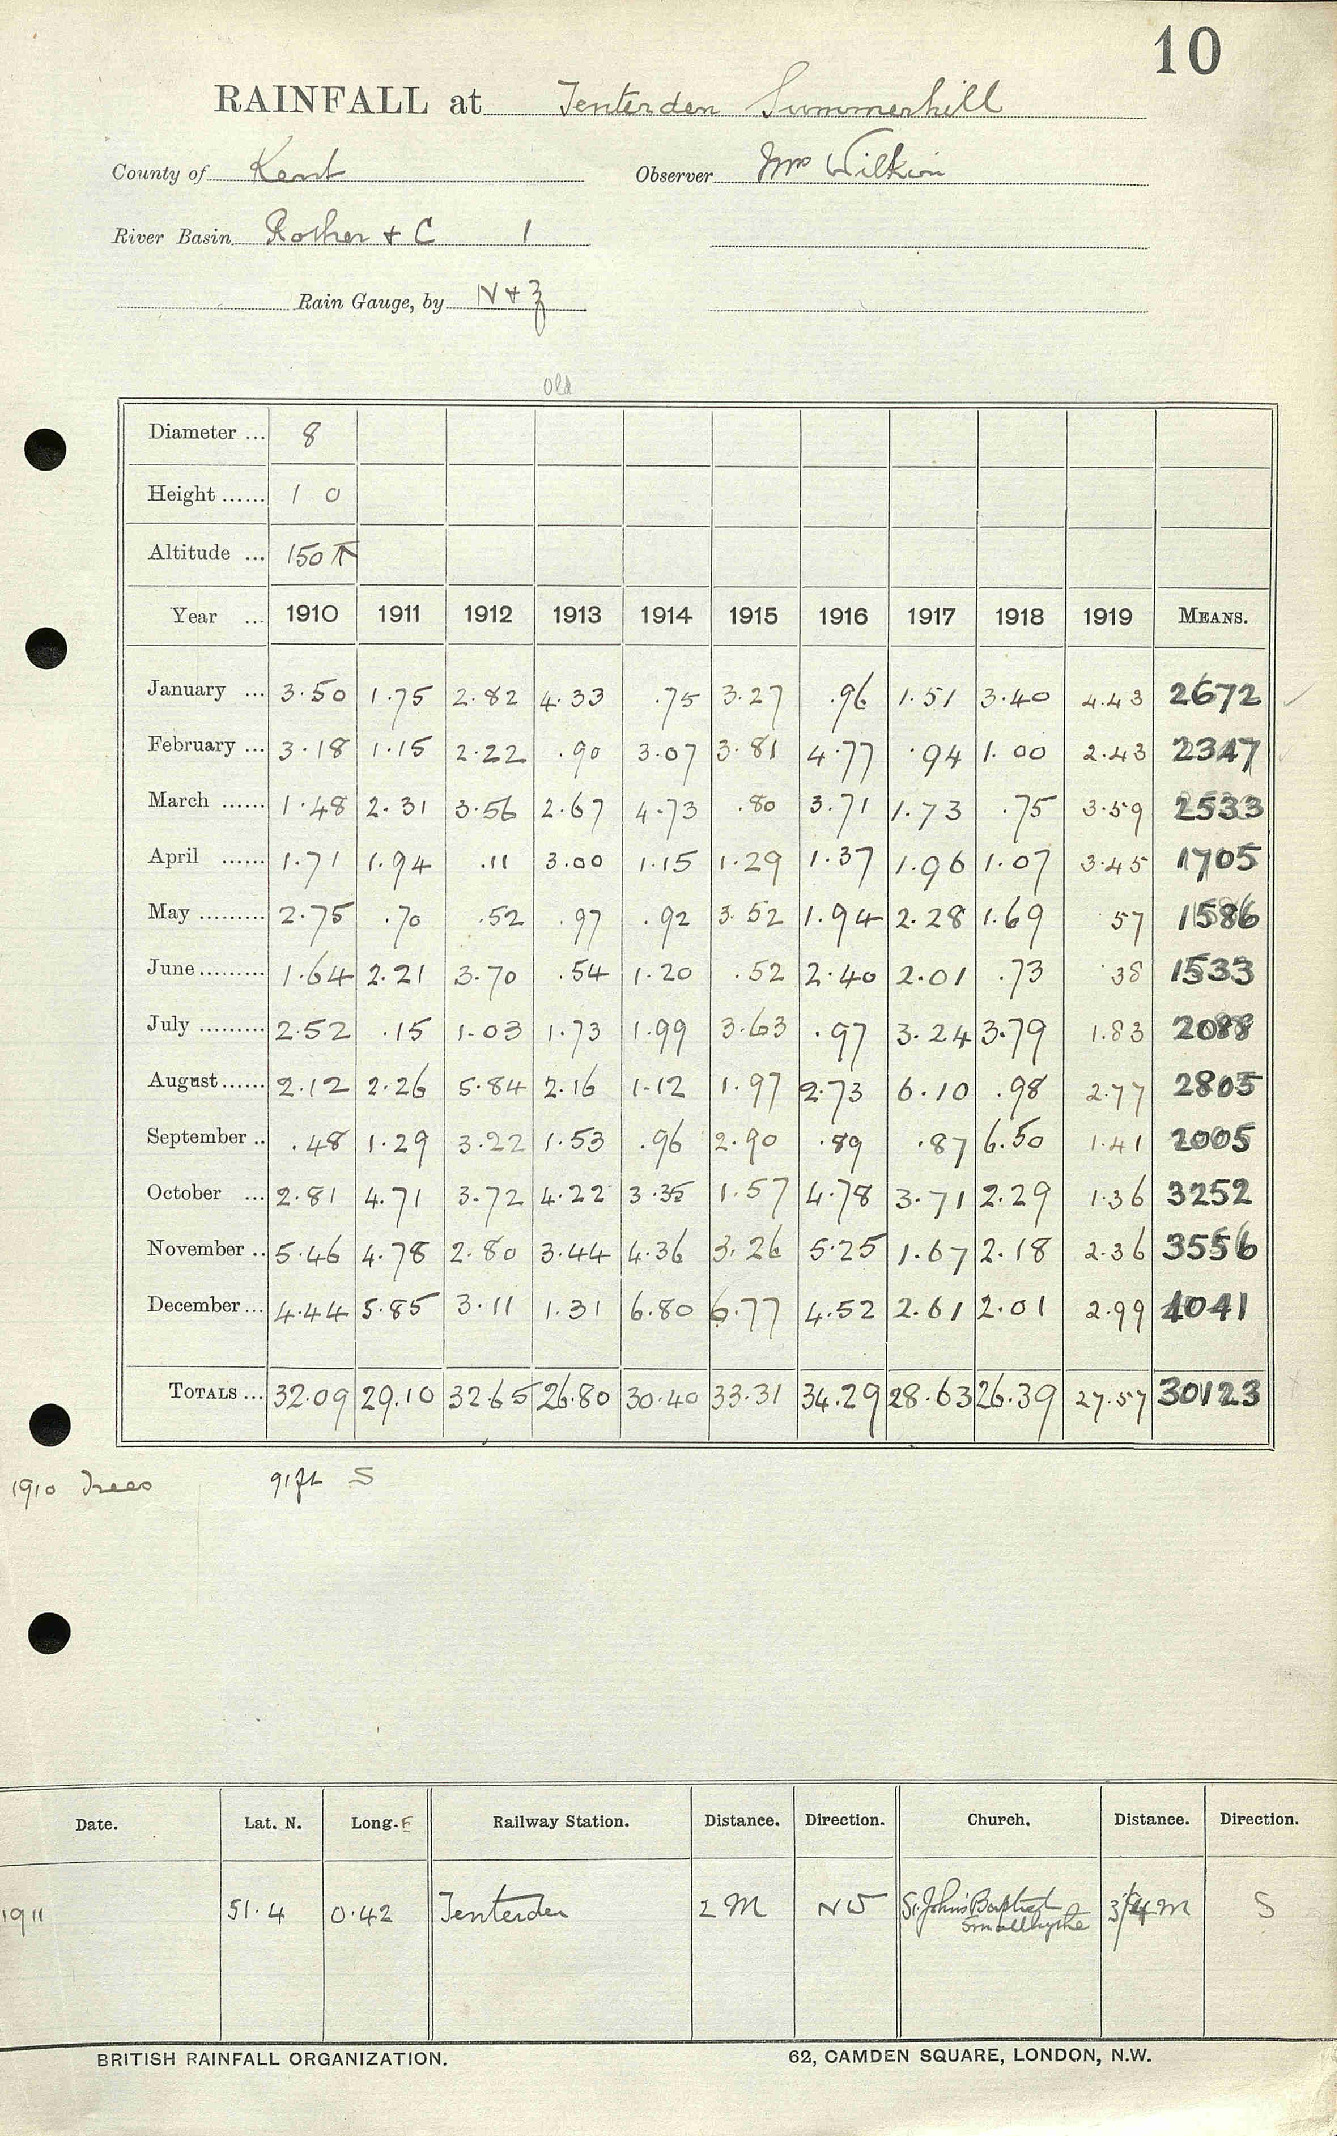 10
RAINFALL at Tenterden Summerhill
County of Kent Observer Mrs Wilkin
River Basin Rother + C 1
Rain Gauge, by N + Z
Old
Diameter ... 8
Height ...... 1 0
Altitude ... 150
Year ... 1910 1911 1912 1913 1914 1915 1916 1917 1918 1919 MEANS.
January ... 3.50 1.75 2.82 4.33 .75 3.27 .96 1.51 3.40 4.43 2672
February ... 3.18 1.15 2.22 .90 3.07 3.81 4.77 .94 1.00 2.43 2347
March ...... 1.48 2.31 3.56 2.67 4.73 .80 3.71 1.73 .75 3.59 2533
April ...... 1.71 1.94 .11 3.00 1.15 1.29 1.37 1.96 1.07 3.45 1705
May ......... 2.75 .70 .52 .97 .92 3.52 1.94 2.28 1.69 57 1586
June ......... 1.64 2.21 3.70 .54 1.20 .52 2.40 2.01 .73 .38 1533
July ......... 2.52 .15 1.03 1.73 1.99 3.63 .97 3.24 3.79 1.83 2088
August ...... 2.12 2.26 5.84 2.16 1.12 1.97 2.73 6.10 .98 2.77 2805
September .. .48 1.29 3.22 1.53 .96 2.90 .89 .87 6.50 1.41 2005
October ... 2.81 4.71 3.72 4.22 3.35 1.57 4.78 3.71 2.29 1.36 3252
November .. 5.46 4.78 2.80 3.44 4.36 3.26 5.25 1.67 2.18 2.36 3556
December ... 4.44 5.85 3.11 1.31 6.80 6.77 4.52 2.61 2.01 2.99 4041
TOTALS ... 32.09 29.10 32.65 26.80 30.40 33.31 34.29 28.63 26.39 27.57 30123
1910 Trees 91ft S
Date. Lat. N. Long. E Railway Station. Distance. Direction. Church. Distance. Direction.
1911 51.4 0.42 Tenterden 2 M NW St. John's Baptist 3/4 M S
Smallhythe
BRITISH RAINFALL ORGANIZATION. 62, CAMDEN SQUARE, LONDON, N.W.